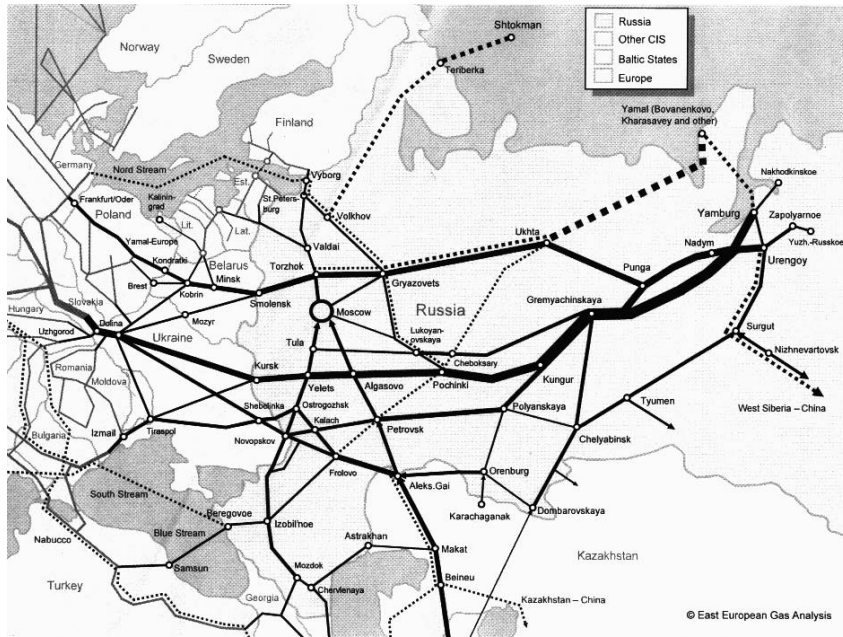 Shtokman
Russia
Other CIS
Baltic States
Europe
Norway
Sweden
Teriberka
Yamal (Bovanenkovo,
Kharasavey and other)
Finland
Germany
Nord Stream
Vyborg
Est.
St.Peters-
burg
Nakhodkinskoe
Frankfurt/Oder
Kalinin-
grad
Volkhov
Yamburg
Zapolyarnoe
Poland
Lit.
Lat.
Ukhta
Yuzh.-Russkoe
Yamal-Europe
Valdai
Nadym
Kondratki
Belarus
Torzhok
Urengoy
Brest
Kobrin
Minsk
Smolensk
Gryazovets
Punga
Slovakia
Russia
Gremyachinskaya
Hungary
Uzhgorod
Dolina
Ukraine
Mozyr
Moscow
Lukoyan-
ovskaya
Surgut
Tula
Cheboksary
Nizhnevartovsk
Romania
Kursk
Pochinki
Kungur
Moldova
Yelets
Algasovo
Tyumen
Shebelinka
Ostrogozhsk
Polyanskaya
West Siberia – China
Bulgaria
Izmail
Tiraspol
Kalach
Petrovsk
Chelyabinsk
Novopskov
Frolovo
Orenburg
South Stream
Aleks.Gai
Beregovoe
Izobil'noe
Karachaganak
Dombarovskaya
Nabucco
Blue Stream
Astrakhan
Makat
Kazakhstan
Samsun
Mozdok
Beineu
Turkey
Chervlenaya
Georgia
Kazakhstan – China
© East European Gas Analysis